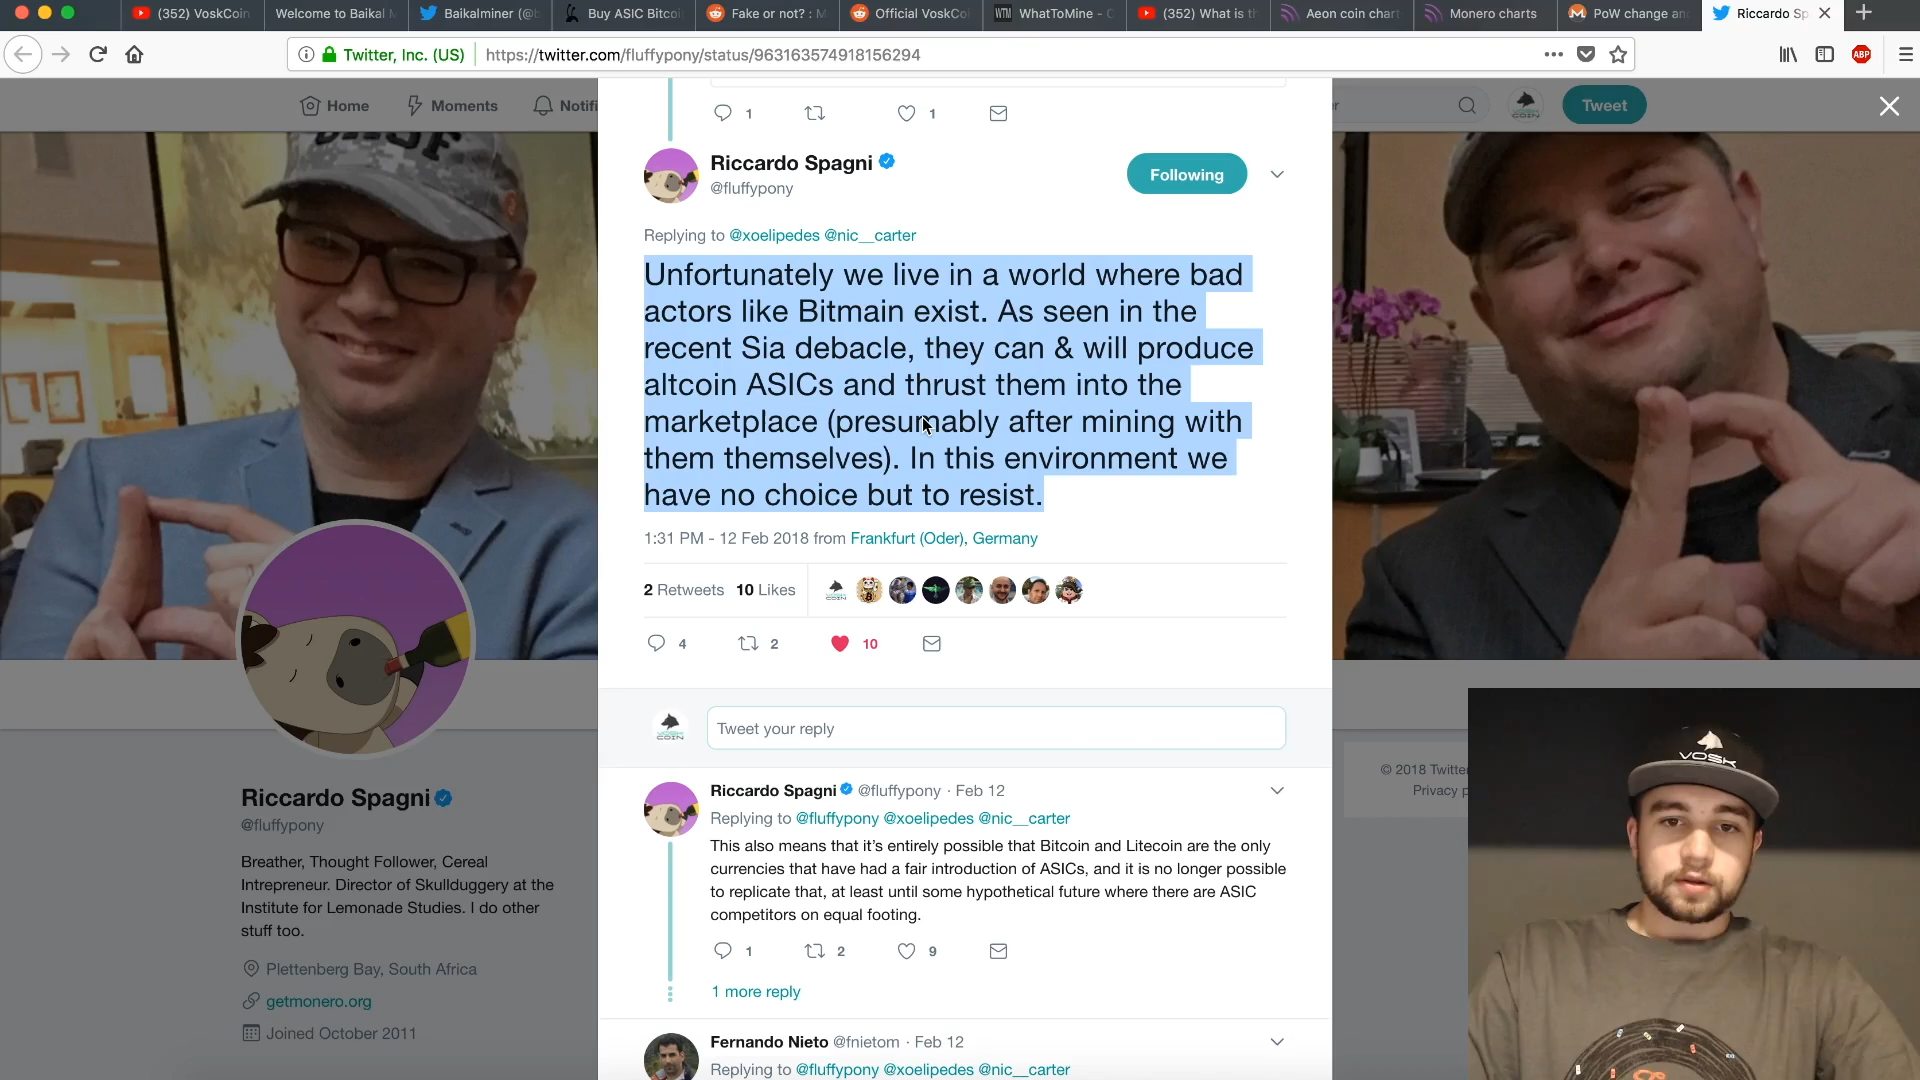 (352) VoskCoin
Welcome to Baikal M
Baikalminer (@b
Buy ASIC Bitcoi
Fake or not? : M
Official VoskCo
WhatToMine - C
(352) What is th
Aeon coin chart
Monero charts
PoW change an
Riccardo Sp
Twitter, Inc. (US)
https://twitter.com/fluffypony/status/963163574918156294
ABP
Home
Moments
Notifi
Tweet
1
1
Riccardo Spagni
@fluffypony
Following
Replying to @xoelipedes @nic__carter
Unfortunately we live in a world where bad
actors like Bitmain exist. As seen in the
recent Sia debacle, they can & will produce
altcoin ASICs and thrust them into the
marketplace (presumably after mining with
them themselves). In this environment we
have no choice but to resist.
1:31 PM - 12 Feb 2018 from Frankfurt (Oder), Germany
2 Retweets 10 Likes
4
2
10
Tweet your reply
Riccardo Spagni @fluffypony · Feb 12
Replying to @fluffypony @xoelipedes @nic__carter
This also means that it's entirely possible that Bitcoin and Litecoin are the only
currencies that have had a fair introduction of ASICs, and it is no longer possible
to replicate that, at least until some hypothetical future where there are ASIC
competitors on equal footing.
1
2
9
1 more reply
Fernando Nieto @fnietom · Feb 12
Replying to @fluffypony @xoelipedes @nic__carter
Riccardo Spagni
@fluffypony
Breather, Thought Follower, Cereal
Intrepreneur. Director of Skullduggery at the
Institute for Lemonade Studies. I do other
stuff too.
Plettenberg Bay, South Africa
getmonero.org
Joined October 2011
© 2018 Twitter
Privacy p
VOSK